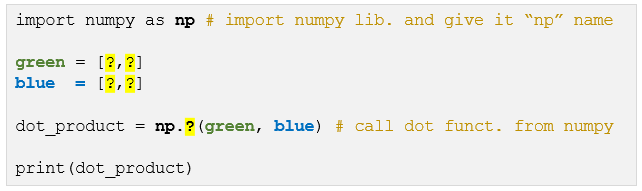 import numpy as np # import numpy lib. and give it “np” name
green = [?,?]
blue  = [?,?]
dot_product = np.?(green, blue) # call dot funct. from numpy
print(dot_product)